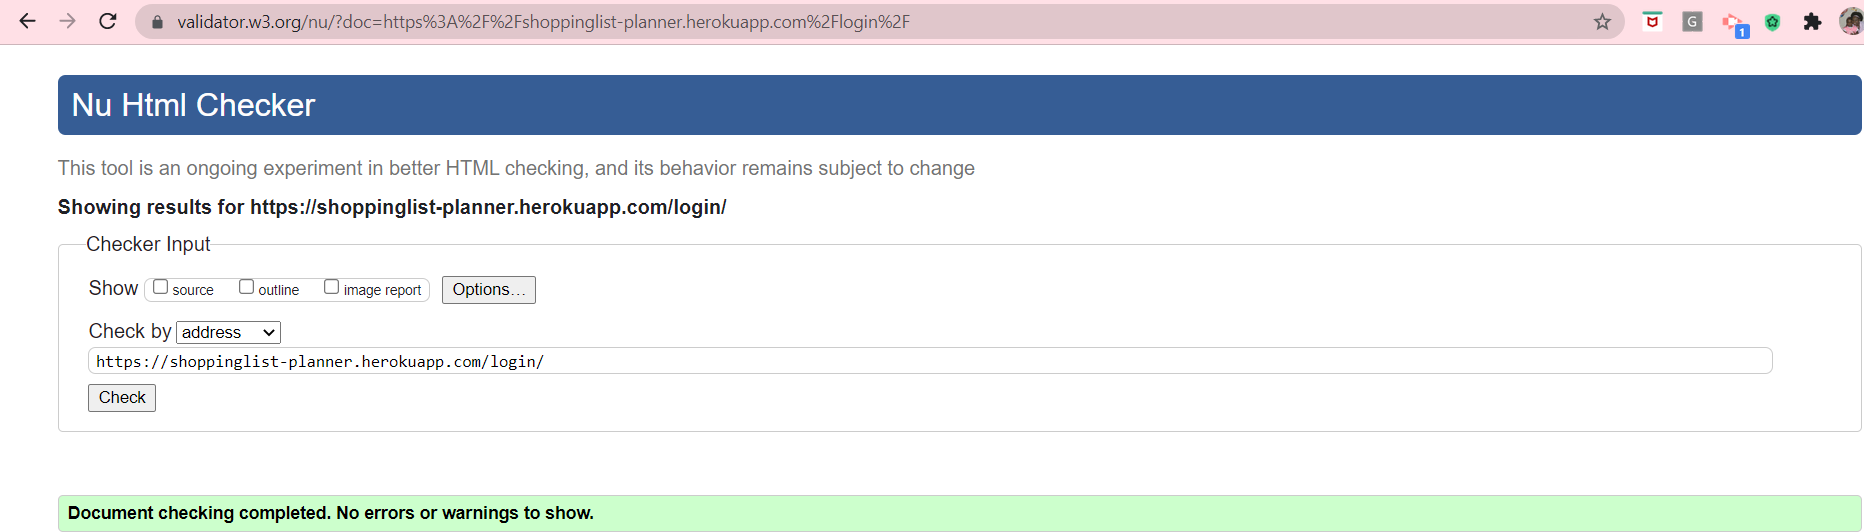 validator.w3.org/nu/?doc=https%3A%2F%2Fshoppinglist-planner.herokuapp.com%2Flogin%2F
G
1
Nu Html Checker
This tool is an ongoing experiment in better HTML checking, and its behavior remains subject to change
Showing results for https://shoppinglist-planner.herokuapp.com/login/
Checker Input
Show source outline image report Options...
Check by address
https://shoppinglist-planner.herokuapp.com/login/
Check
Document checking completed. No errors or warnings to show.